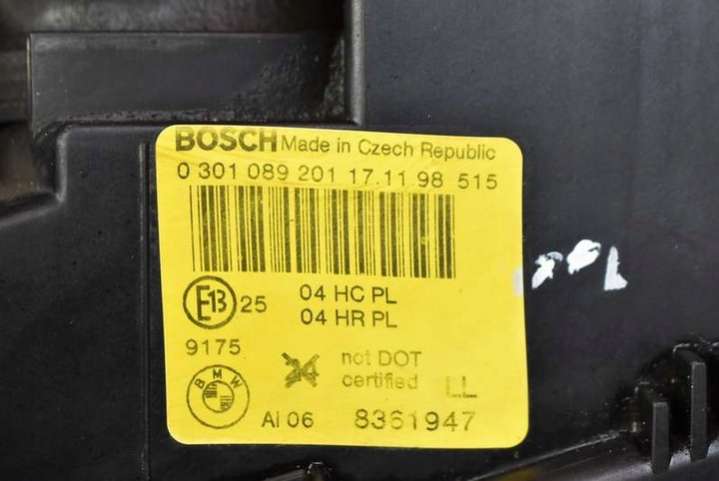 BOSCH Made in Czech Republic
0 301 089 201 17.11 98 515
E13 25
04 HC PL
04 HR PL
9175
24 not DOT
certified LL
BMW
AI 06 8361947